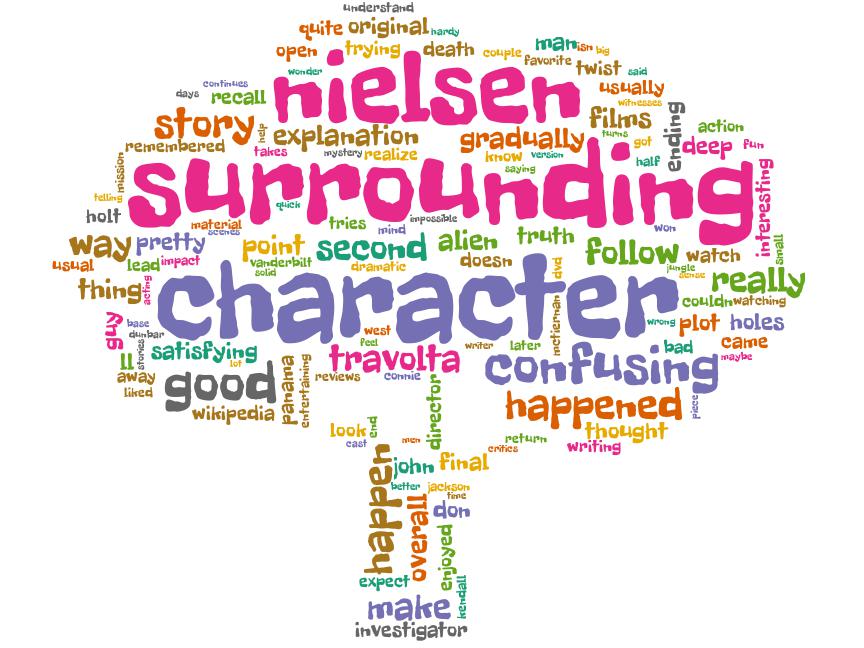 understand
quite original hardy
open trying death couple man isn big
wonder nielsen favorite twist said
days continues recall usually
witnesses
story help explanation gradually films turns ending action
remembered takes mystery realize know version got deep fun
saying half
mission surrounding interesting
telling quick
holt material scenes tries mind impossible won small
way pretty point second alien truth follow watch
usual lead impact vanderbilt dramatic doesn jungle
solid dvd sense really
thing acting character couldn watching
guy base west mctiernan wrong plot holes
dunbar feel writer later bad came
ll stories satisfying lot travolta confusing maybe
away good panama entertaining reviews connie
liked director happened piece
wikipedia
look end thought
cast men return writing
critics
happen john final
better jackson
time
overall don
enjoyed
expect kendall
make
investigator